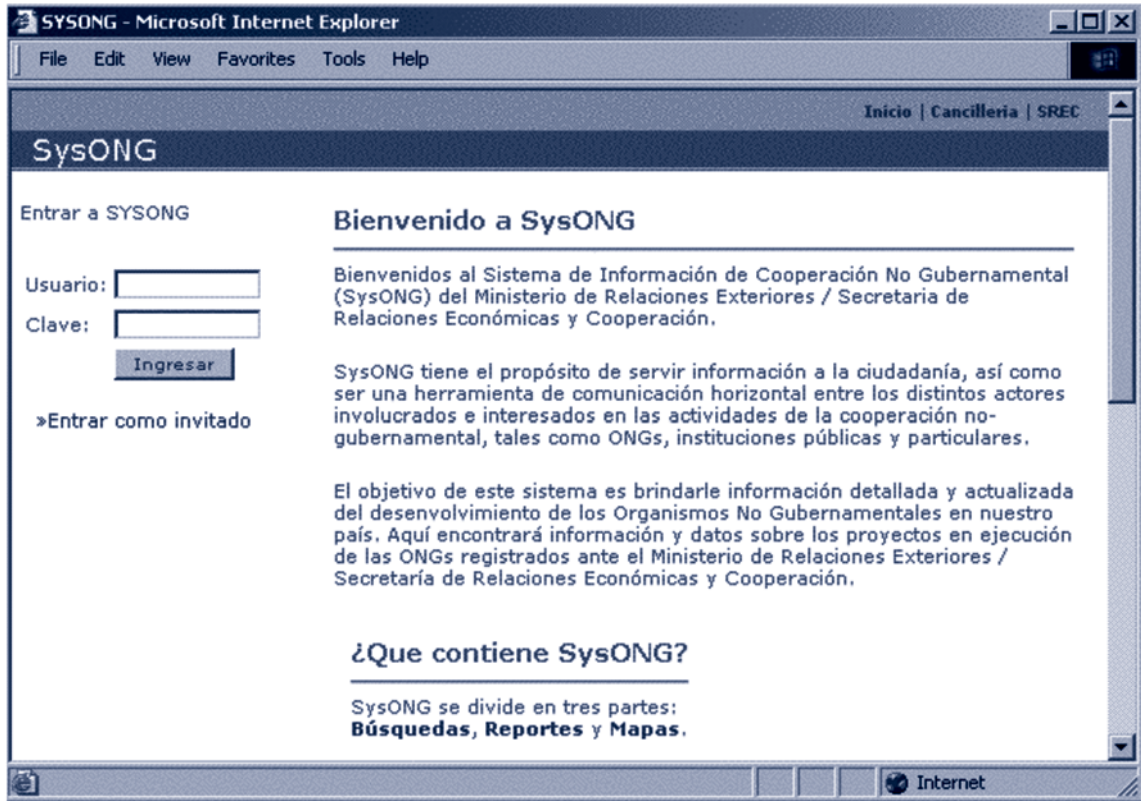 SYSONG - Microsoft Internet Explorer
File Edit View Favorites Tools Help
Inicio | Cancilleria | SREC
SysONG
Entrar a SYSONG
Usuario:
Clave:
Ingresar
»Entrar como invitado
Bienvenido a SysONG
Bienvenidos al Sistema de Información de Cooperación No Gubernamental
(SysONG) del Ministerio de Relaciones Exteriores / Secretaria de
Relaciones Económicas y Cooperación.
SysONG tiene el propósito de servir información a la ciudadanía, así como
ser una herramienta de comunicación horizontal entre los distintos actores
involucrados e interesados en las actividades de la cooperación no-
gubernamental, tales como ONGs, instituciones públicas y particulares.
El objetivo de este sistema es brindarle información detallada y actualizada
del desenvolvimiento de los Organismos No Gubernamentales en nuestro
país. Aquí encontrará información y datos sobre los proyectos en ejecución
de las ONGs registrados ante el Ministerio de Relaciones Exteriores /
Secretaría de Relaciones Económicas y Cooperación.
¿Que contiene SysONG?
SysONG se divide en tres partes:
Búsquedas, Reportes y Mapas.
Internet